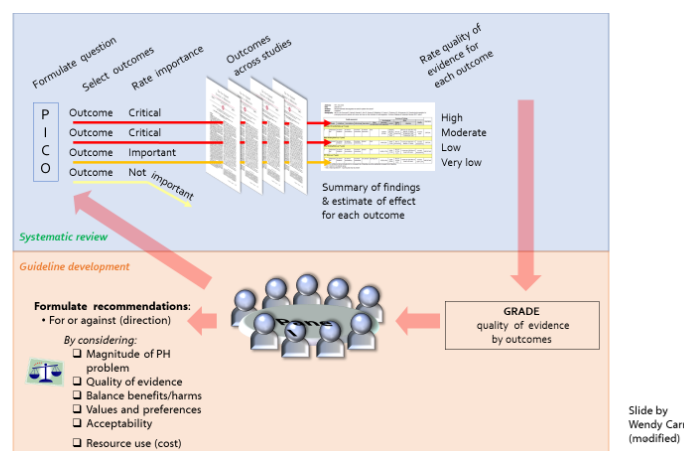 Formulate question
Select outcomes
Rate importance
Outcomes
across studies
Rate quality of
evidence for
each outcome
P
I
C
O
Outcome Critical
Outcome Critical
Outcome Important
Outcome Not important
High
Moderate
Low
Very low
Summary of findings
& estimate of effect
for each outcome
Systematic review
Guideline development
Formulate recommendations:
• For or against (direction)
By considering:
❑ Magnitude of PH
problem
❑ Quality of evidence
❑ Balance benefits/harms
❑ Values and preferences
❑ Acceptability
❑ Resource use (cost)
Pane
l
GRADE
quality of evidence
by outcomes
Slide by
Wendy Carr
(modified)